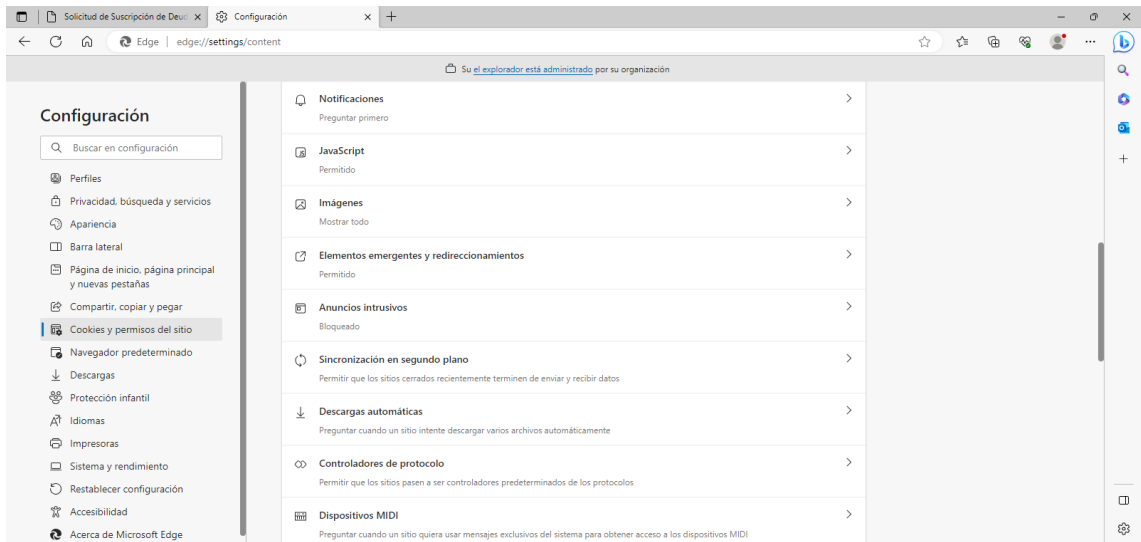 Solicitud de Suscripción de Deud
Configuración
Edge | edge://settings/content
Su el explorador está administrado por su organización
Configuración
Buscar en configuración
Perfiles
Privacidad, búsqueda y servicios
Apariencia
Barra lateral
Página de inicio, página principal
y nuevas pestañas
Compartir, copiar y pegar
Cookies y permisos del sitio
Navegador predeterminado
Descargas
Protección infantil
Idiomas
Impresoras
Sistema y rendimiento
Restablecer configuración
Accesibilidad
Acerca de Microsoft Edge
Notificaciones
Preguntar primero
JavaScript
Permitido
Imágenes
Mostrar todo
Elementos emergentes y redireccionamientos
Permitido
Anuncios intrusivos
Bloqueado
Sincronización en segundo plano
Permitir que los sitios cerrados recientemente terminen de enviar y recibir datos
Descargas automáticas
Preguntar cuando un sitio intente descargar varios archivos automáticamente
Controladores de protocolo
Permitir que los sitios pasen a ser controladores predeterminados de los protocolos
Dispositivos MIDI
Preguntar cuando un sitio quiera usar mensajes exclusivos del sistema para obtener acceso a los dispositivos MIDI